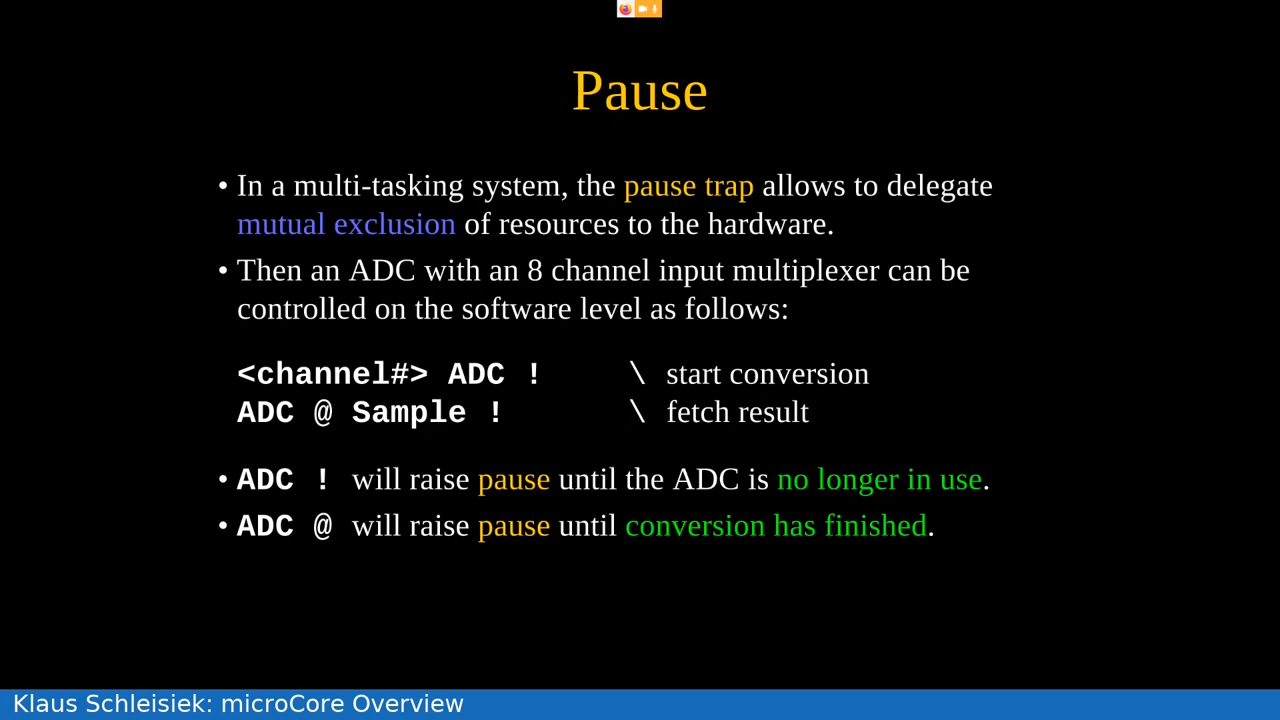 Pause
• In a multi-tasking system, the pause trap allows to delegate
mutual exclusion of resources to the hardware.
• Then an ADC with an 8 channel input multiplexer can be
controlled on the software level as follows:
<channel#> ADC ! \ start conversion
ADC @ Sample ! \ fetch result
• ADC ! will raise pause until the ADC is no longer in use.
• ADC @ will raise pause until conversion has finished.
Klaus Schleisiek: microCore Overview